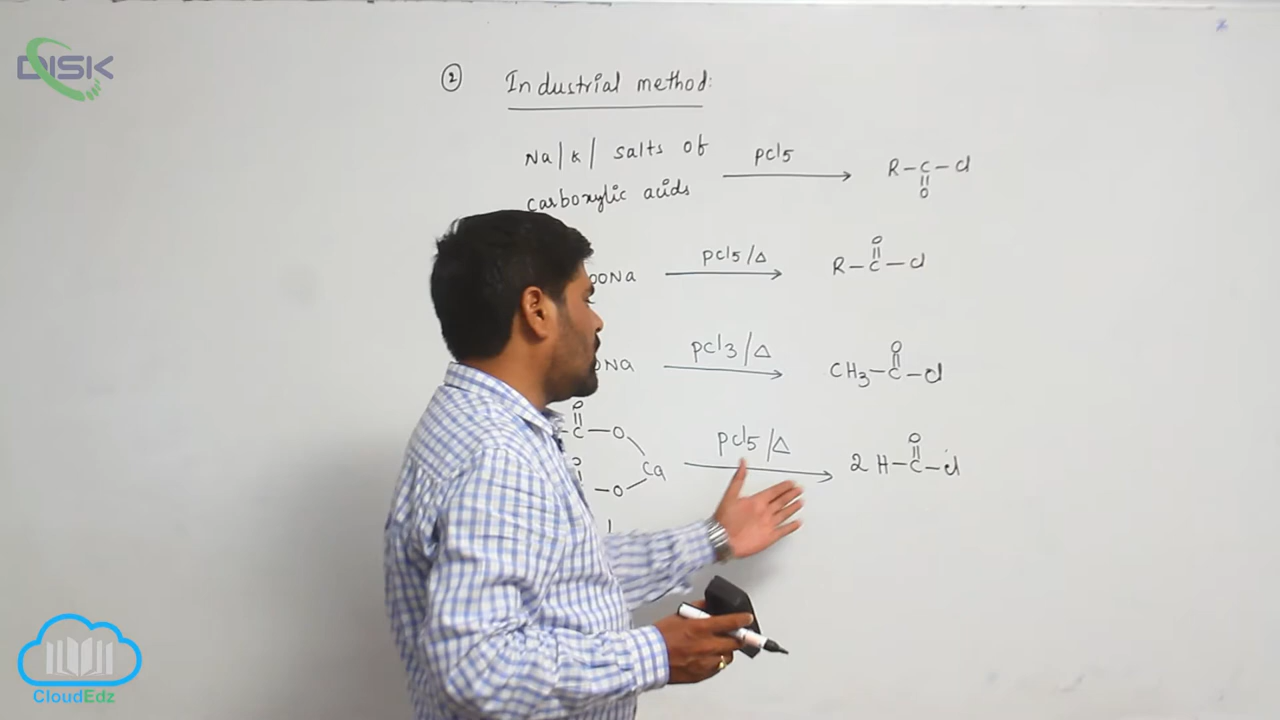 DISK
② Industrial method:
Na/K/ salts of PCl5 R-C-Cl
carboxylic acids O
O
OONa PCl5/Δ R-C-Cl
O
ONa PCl3/Δ CH3-C-Cl
O O
C-O PCl5/Δ 2 H-C-Cl
Ca
O
CloudEdz